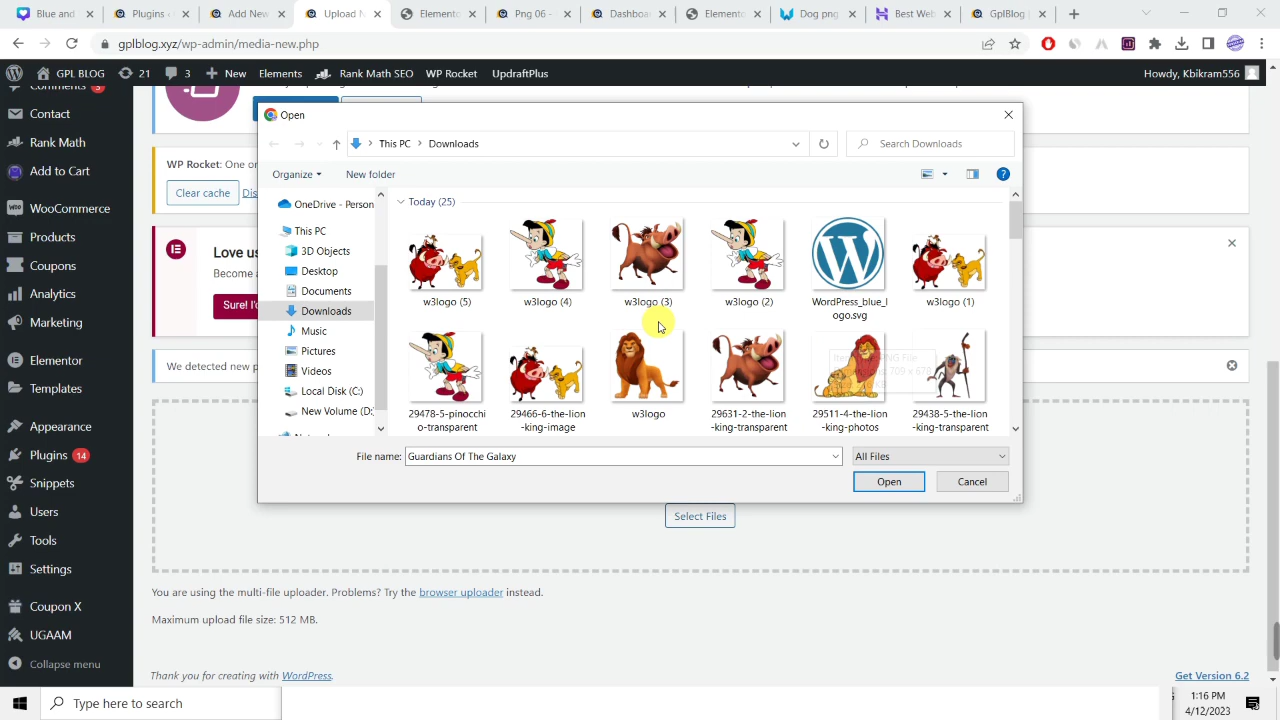 Blue and
Plugins
Add New
Upload N
Elemento
Png 06 -
Dashboa
Elemento
Dog png
Best Web
GplBlog
gplblog.xyz/wp-admin/media-new.php
GPL BLOG
21
3
New
Elements
Rank Math SEO
WP Rocket
UpdraftPlus
Howdy, Kbikram556
Comments
Contact
Rank Math
Add to Cart
WooCommerce
Products
Coupons
Analytics
Marketing
Elementor
Templates
Appearance
Plugins 14
Snippets
Users
Tools
Settings
Coupon X
UGAAM
Collapse menu
WP Rocket: One or
Clear cache
Dis
Love us
Become a
Sure! I'd
We detected new p
Open
This PC
Downloads
Search Downloads
Organize
New folder
OneDrive - Person
This PC
3D Objects
Desktop
Documents
Downloads
Music
Pictures
Videos
Local Disk (C:)
New Volume (D:
Today (25)
w3logo (5)
w3logo (4)
w3logo (3)
w3logo (2)
WordPress_blue_l
ogo.svg
w3logo (1)
29478-5-pinocchi
o-transparent
29466-6-the-lion
-king-image
w3logo
29631-2-the-lion
-king-transparent
29511-4-the-lion
-king-photos
29438-5-the-lion
-king-transparent
File name:
Guardians Of The Galaxy
All Files
Open
Cancel
Select Files
You are using the multi-file uploader. Problems? Try the browser uploader instead.
Maximum upload file size: 512 MB.
Thank you for creating with WordPress.
Get Version 6.2
Type here to search
1:16 PM
4/12/2023